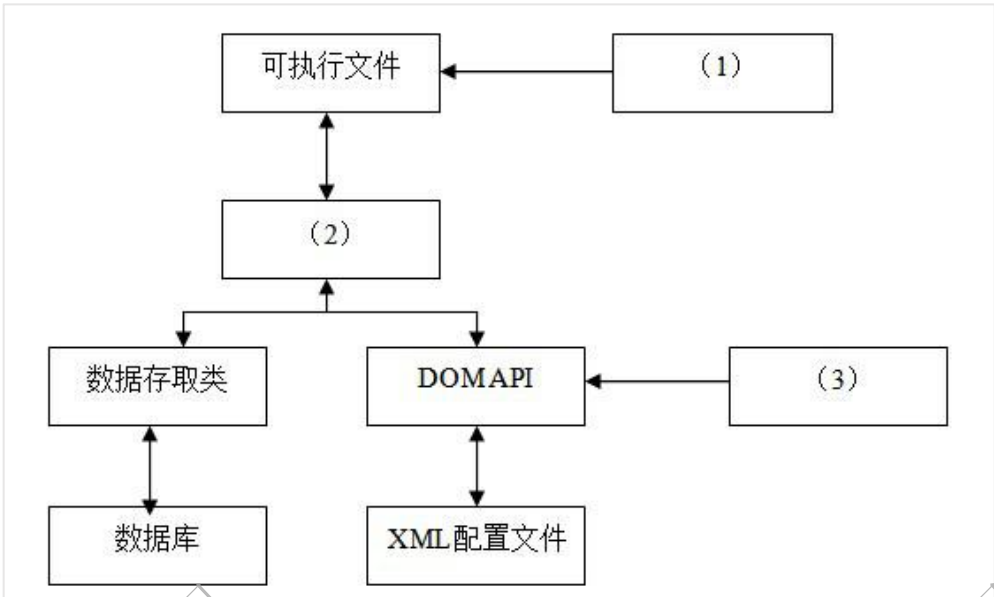 可执行文件
（1）
（2）
数据存取类
DOMAPI
（3）
数据库
XML配置文件